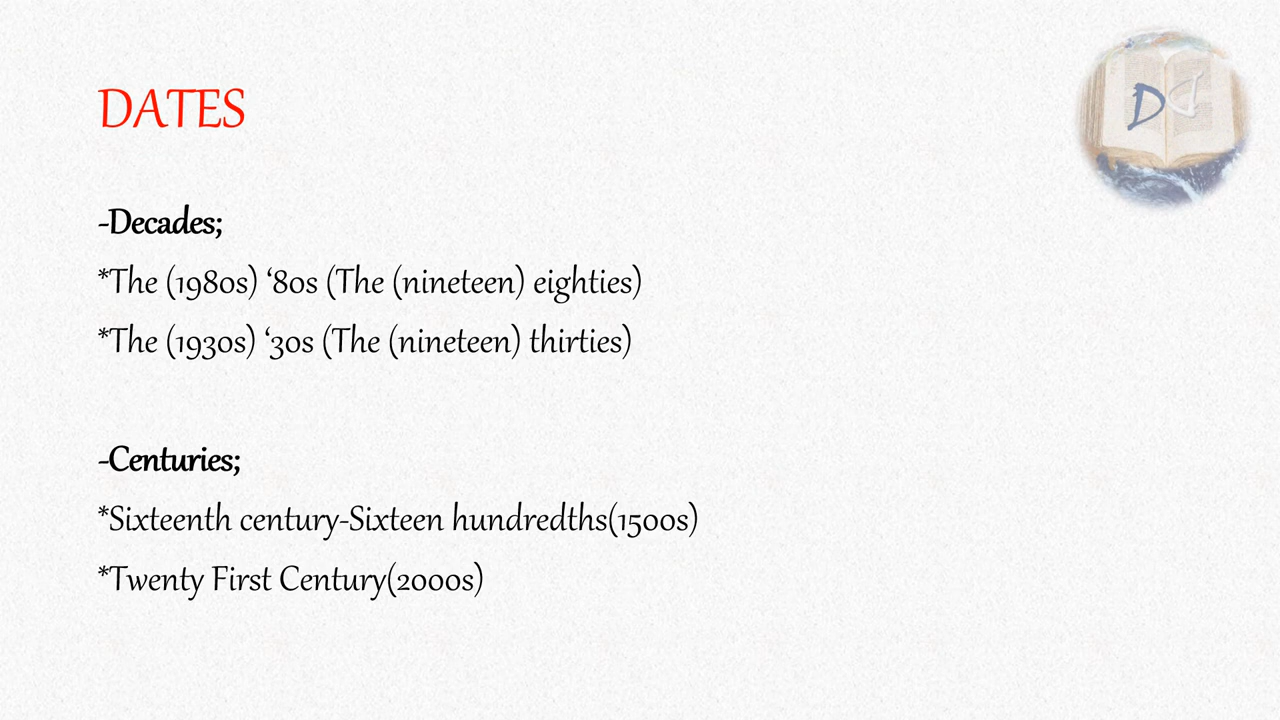 DATES
-Decades;
*The (1980s) ‘80s (The (nineteen) eighties)
*The (1930s) ‘30s (The (nineteen) thirties)
-Centuries;
*Sixteenth century-Sixteen hundredths(1500s)
*Twenty First Century(2000s)